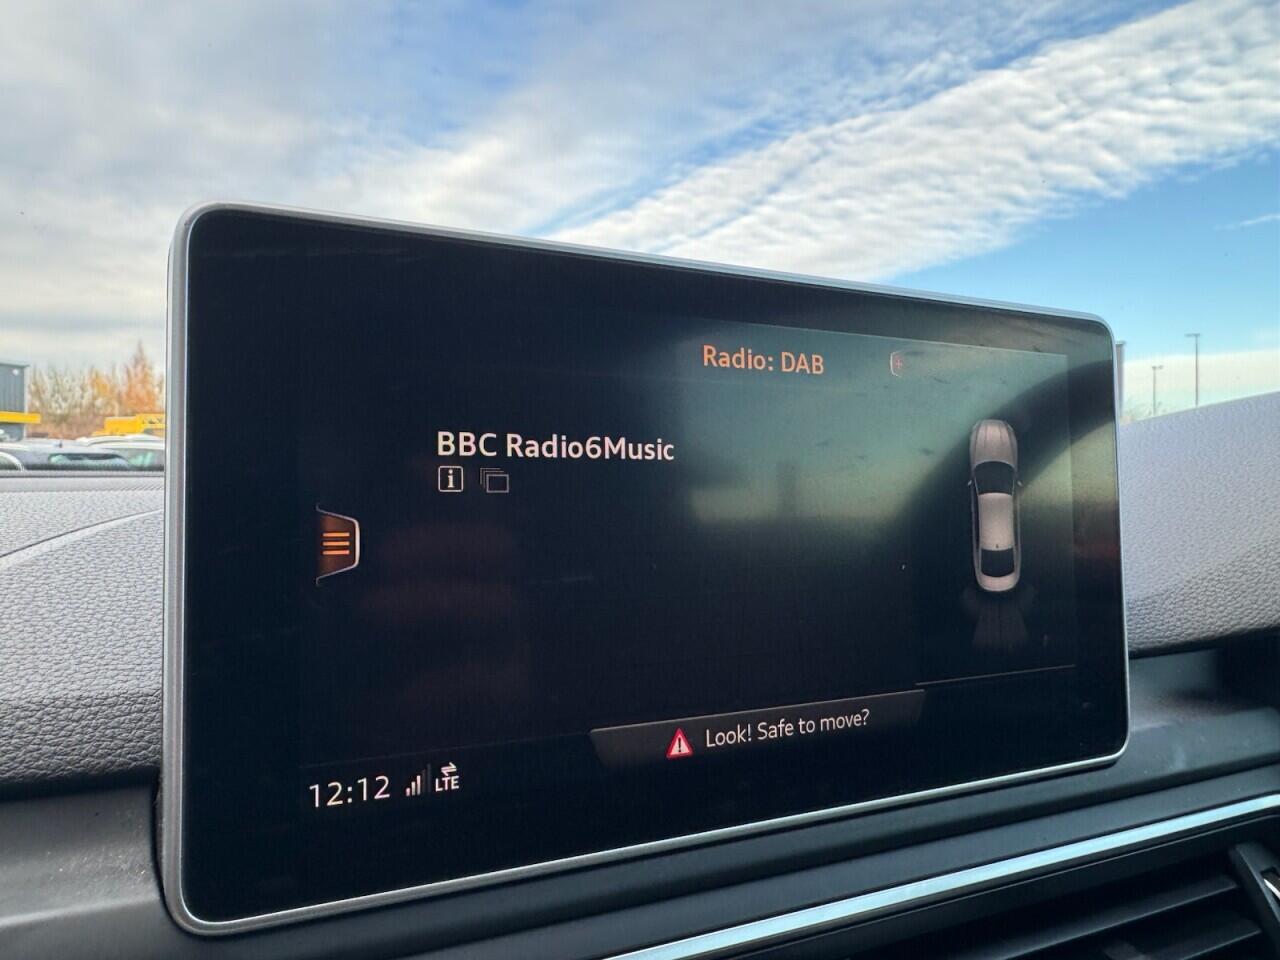 Radio: DAB
BBC Radio6Music
Look! Safe to move?
12:12 LTE